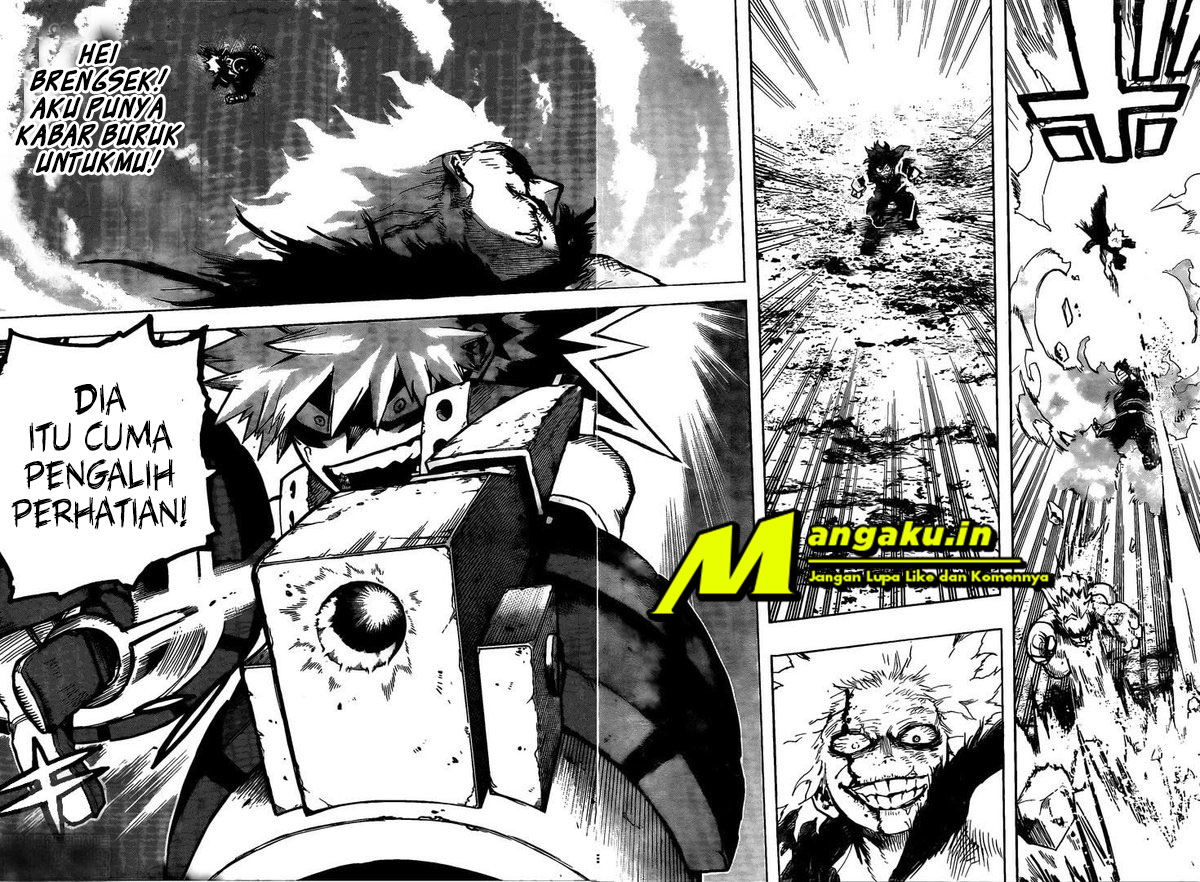 HEI
BRENGSEK!
AKU PUNYA
KABAR BURUK
UNTUKMU!
DIA
ITU CUMA
PENGALIH
PERHATIAN!
Mangaku.in
Jangan Lupa Like dan Komennya